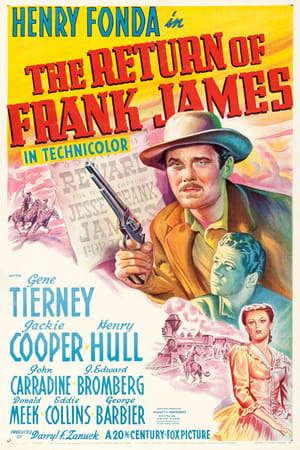 HENRY FONDA in
THE RETURN OF
FRANK JAMES
IN TECHNICOLOR
REWARD
JESSE FRANK
JAMES
WITH
Gene
TIERNEY
Jackie Henry
COOPER HULL
John J. Edward
CARRADINE BROMBERG
Donald Eddie George
MEEK COLLINS BARBIER
PRODUCED BY Darryl F. Zanuck A 20TH CENTURY-FOX PICTURE